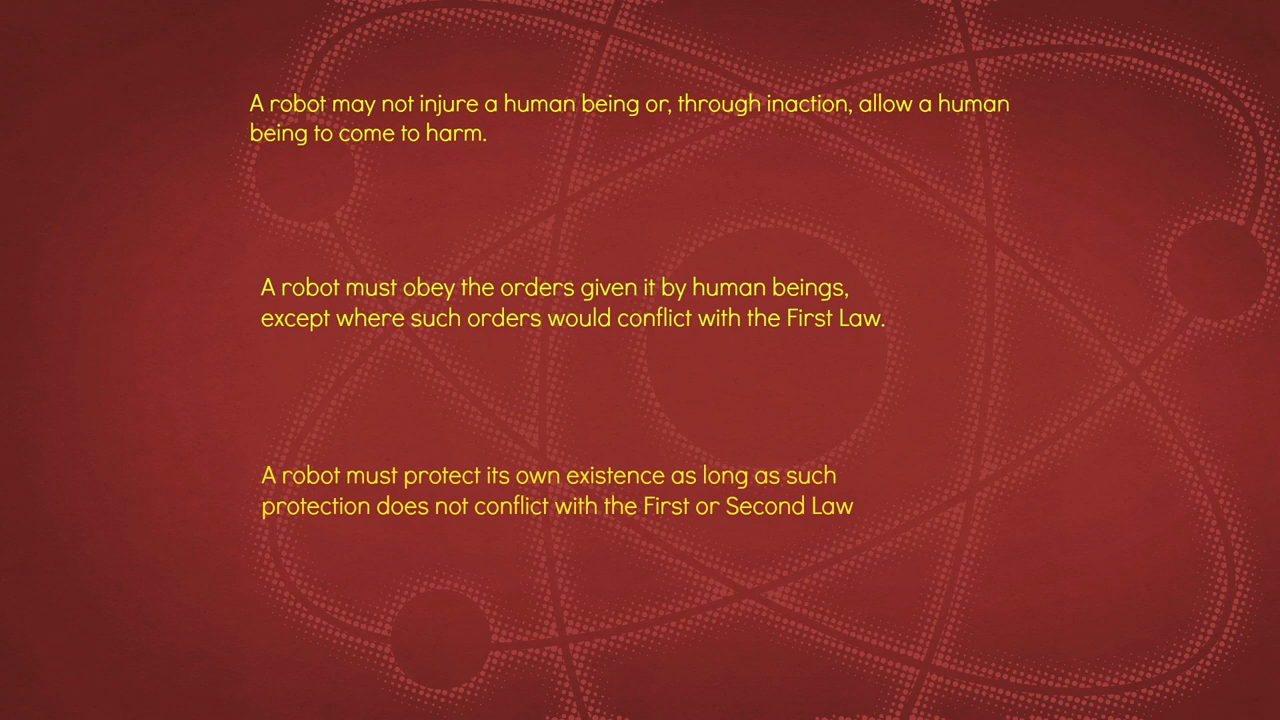 A robot may not injure a human being or, through inaction, allow a human
being to come to harm.
A robot must obey the orders given it by human beings,
except where such orders would conflict with the First Law.
A robot must protect its own existence as long as such
protection does not conflict with the First or Second Law